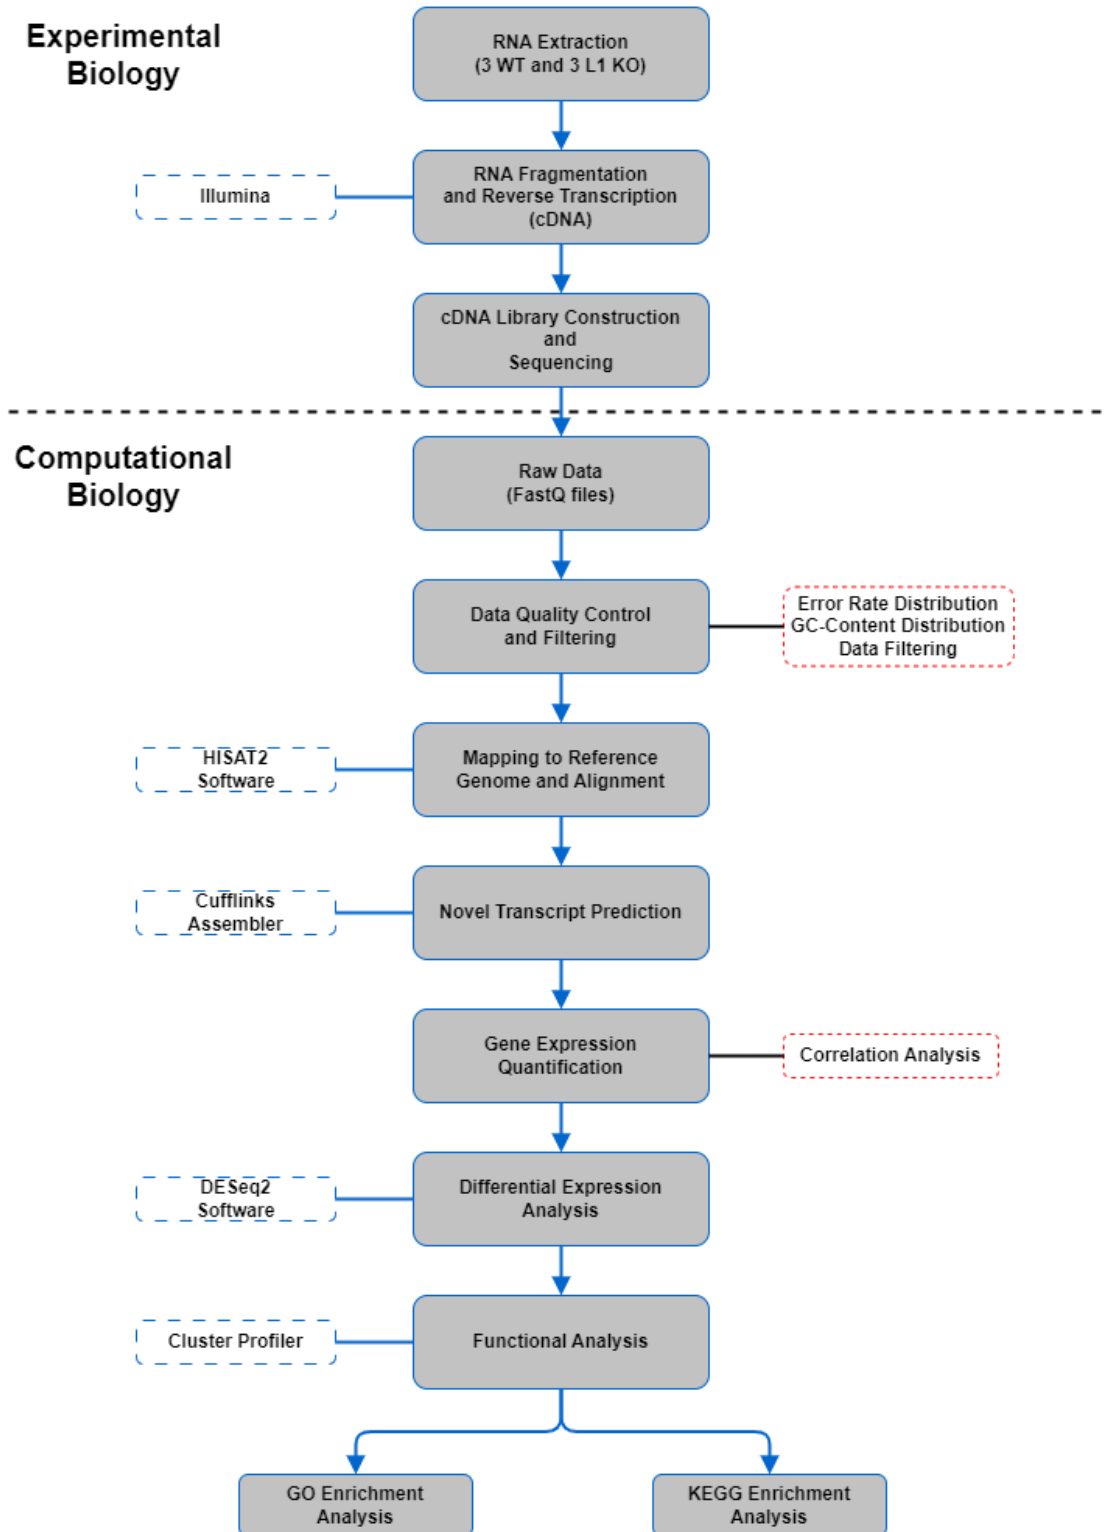 Experimental
Biology
RNA Extraction
(3 WT and 3 L1 KO)
Illumina
RNA Fragmentation
and Reverse Transcription
(cDNA)
cDNA Library Construction
and
Sequencing
Computational
Biology
Raw Data
(FastQ files)
Data Quality Control
and Filtering
Error Rate Distribution
GC-Content Distribution
Data Filtering
HISAT2
Software
Mapping to Reference
Genome and Alignment
Cufflinks
Assembler
Novel Transcript Prediction
Gene Expression
Quantification
Correlation Analysis
DESeq2
Software
Differential Expression
Analysis
Cluster Profiler
Functional Analysis
GO Enrichment
Analysis
KEGG Enrichment
Analysis